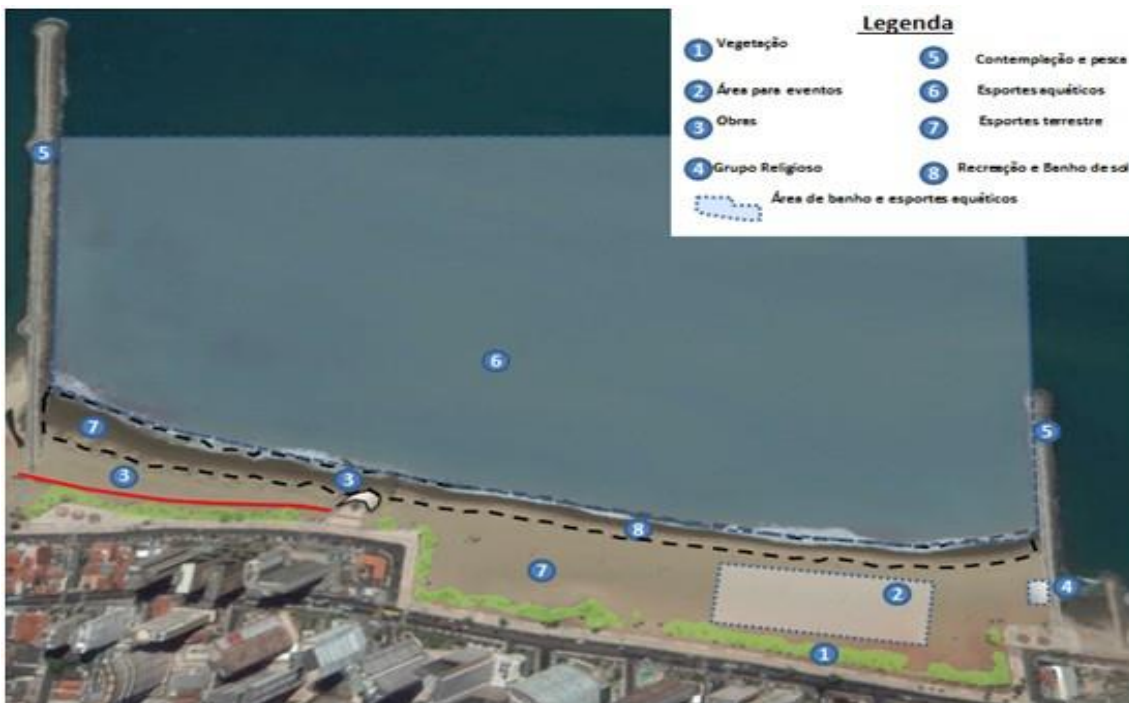 Legenda
1 Vegetação
2 Área para eventos
3 Obras
4 Grupo Religioso
5 Contemplação e pesca
6 Esportes aquáticos
7 Esportes terrestre
8 Recreação e Banho de sol
Área de banho e esportes aquáticos
5
6
5
7
3
3
8
7
2
4
1